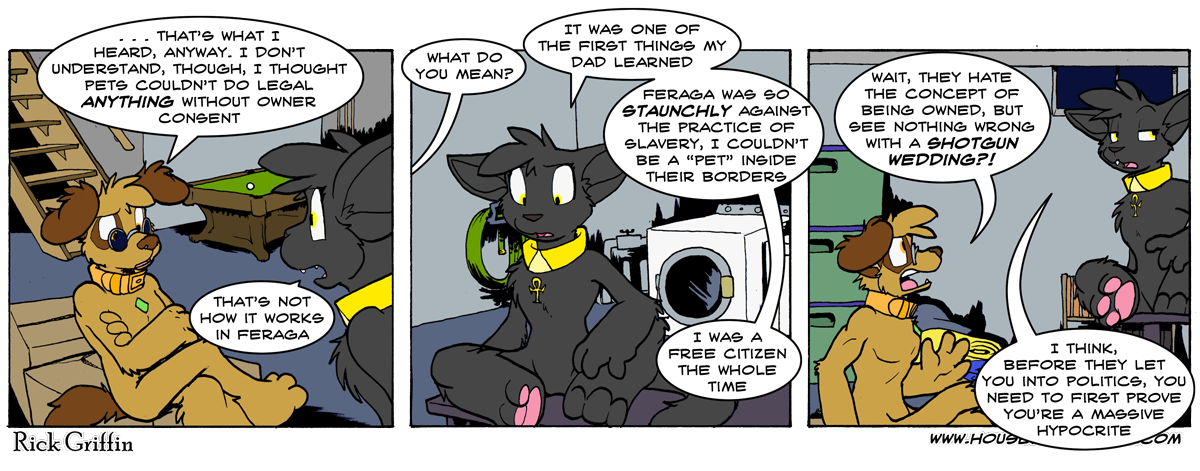 . . . THAT'S WHAT I
HEARD, ANYWAY. I DON'T
UNDERSTAND, THOUGH, I THOUGHT
PETS COULDN'T DO LEGAL
ANYTHING WITHOUT OWNER
CONSENT
THAT'S NOT
HOW IT WORKS
IN FERAGA
WHAT DO
YOU MEAN?
IT WAS ONE OF
THE FIRST THINGS MY
DAD LEARNED
FERAGA WAS SO
STAUNCHLY AGAINST
THE PRACTICE OF
SLAVERY, I COULDN'T
BE A "PET" INSIDE
THEIR BORDERS
I WAS A
FREE CITIZEN
THE WHOLE
TIME
WAIT, THEY HATE
THE CONCEPT OF
BEING OWNED, BUT
SEE NOTHING WRONG
WITH A SHOTGUN
WEDDING?!
I THINK,
BEFORE THEY LET
YOU INTO POLITICS, YOU
NEED TO FIRST PROVE
YOU'RE A MASSIVE
HYPOCRITE
Rick Griffin